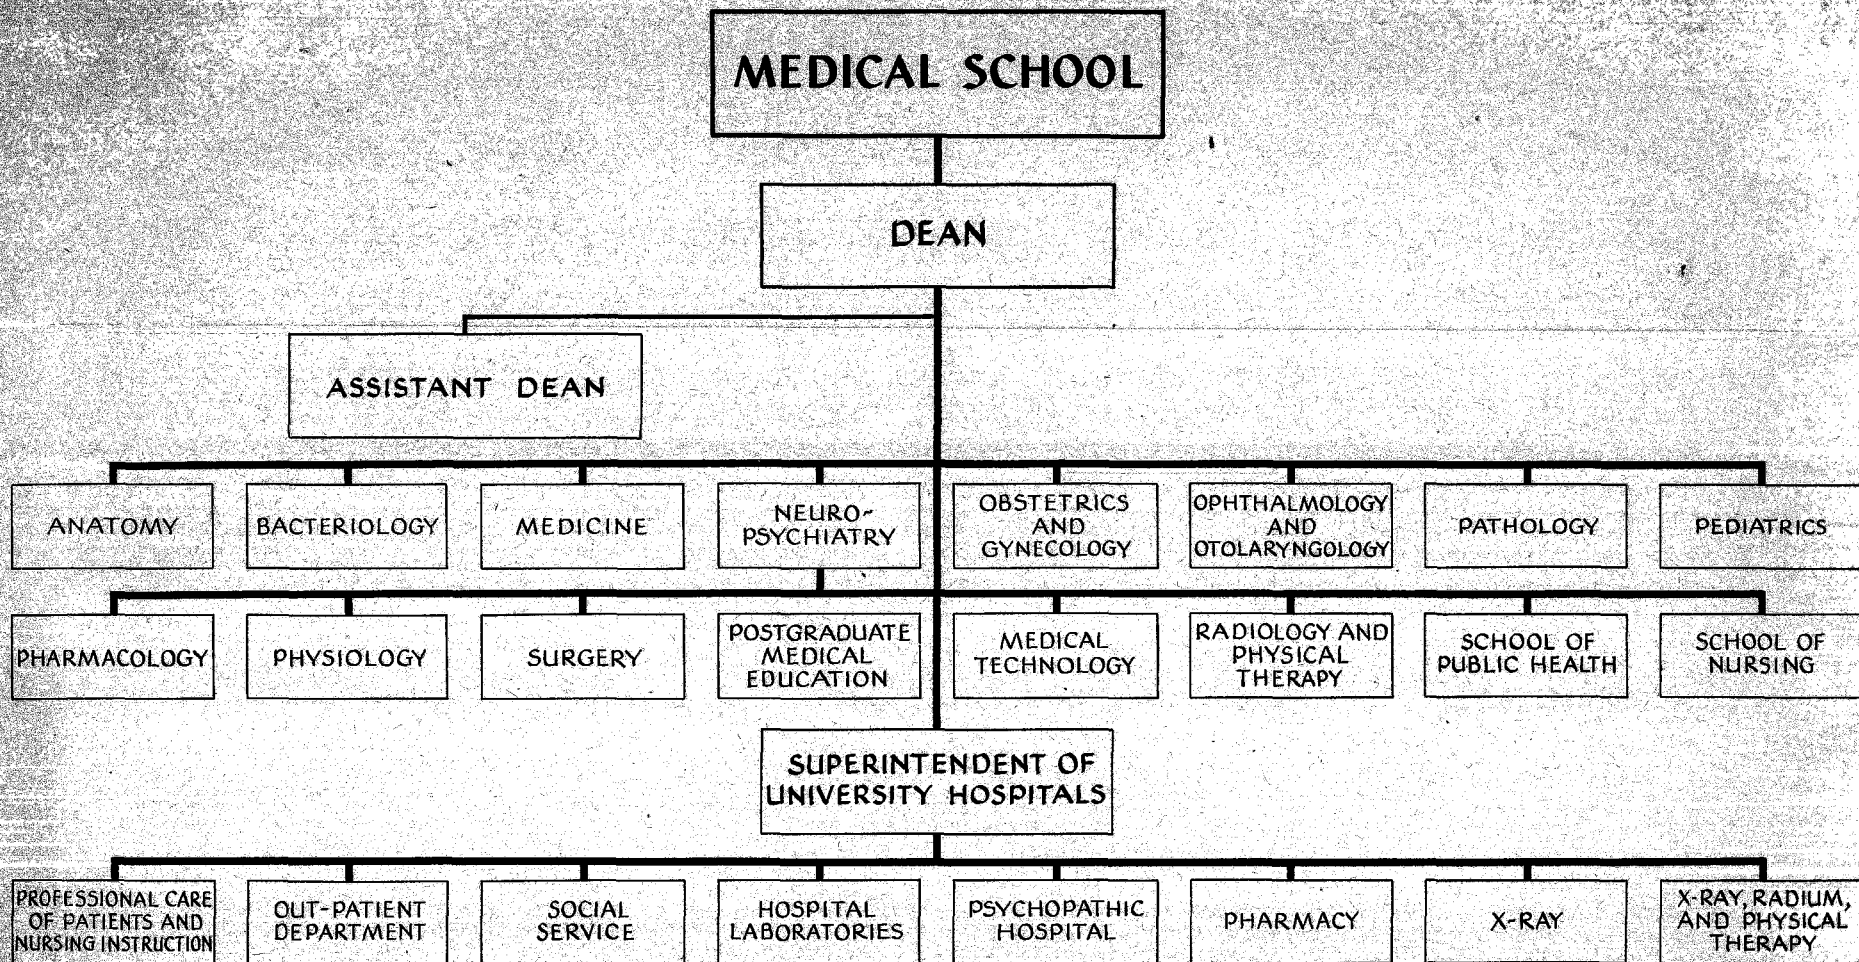 MEDICAL SCHOOL
DEAN
ASSISTANT DEAN
ANATOMY
BACTERIOLOGY
MEDICINE
NEURO-
PSYCHIATRY
OBSTETRICS
AND
GYNECOLOGY
OPHTHALMOLOGY
AND
OTOLARYNGOLOGY
PATHOLOGY
PEDIATRICS
PHARMACOLOGY
PHYSIOLOGY
SURGERY
POSTGRADUATE
MEDICAL
EDUCATION
MEDICAL
TECHNOLOGY
RADIOLOGY AND
PHYSICAL
THERAPY
SCHOOL OF
PUBLIC HEALTH
SCHOOL OF
NURSING
SUPERINTENDENT OF
UNIVERSITY HOSPITALS
PROFESSIONAL CARE
OF PATIENTS AND
NURSING INSTRUCTION
OUT-PATIENT
DEPARTMENT
SOCIAL
SERVICE
HOSPITAL
LABORATORIES
PSYCHOPATHIC
HOSPITAL
PHARMACY
X-RAY
X-RAY, RADIUM,
AND PHYSICAL
THERAPY